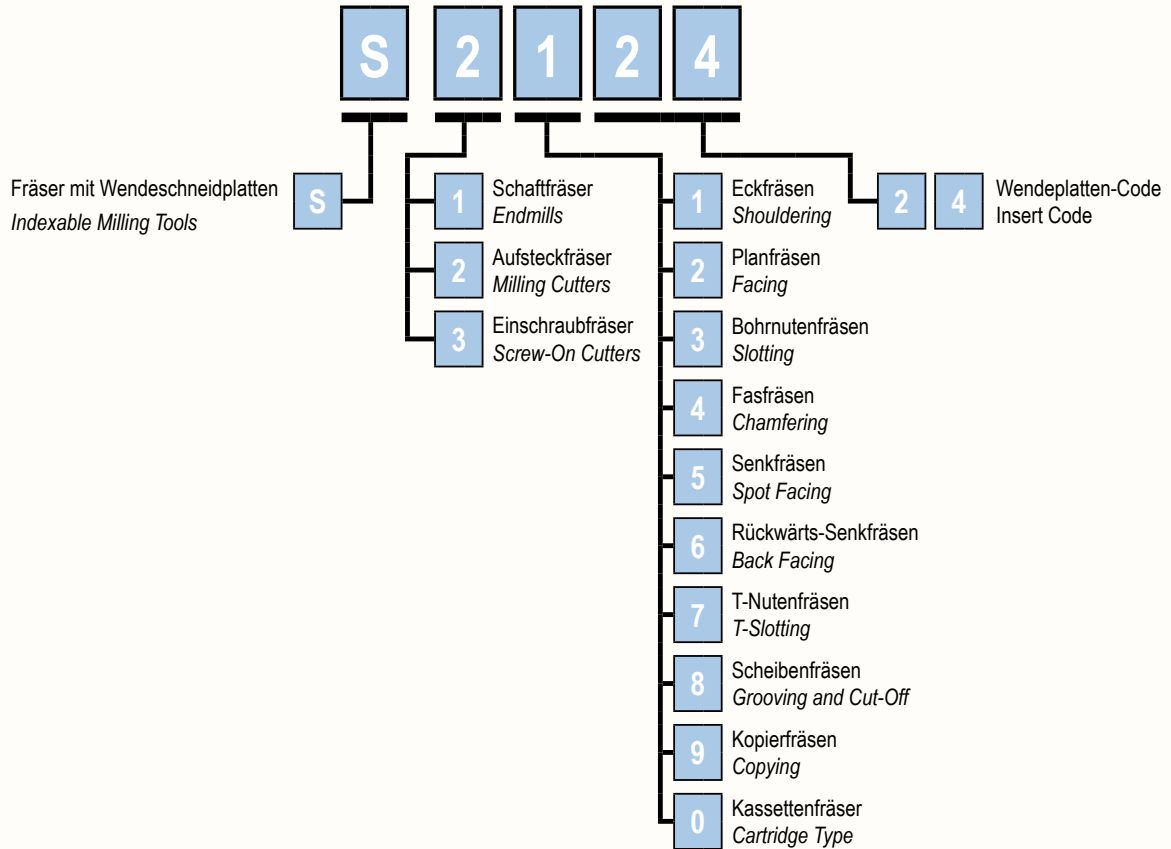 S 2 1 2 4
Fräser mit Wendeschneidplatten
Indexable Milling Tools
S
1 Schaftfräser
Endmills
2 Aufsteckfräser
Milling Cutters
3 Einschraubfräser
Screw-On Cutters
1 Eckfräsen
Shouldering
2 Planfräsen
Facing
3 Bohrnutenfräsen
Slotting
4 Fasfräsen
Chamfering
5 Senkfräsen
Spot Facing
6 Rückwärts-Senkfräsen
Back Facing
7 T-Nutenfräsen
T-Slotting
8 Scheibenfräsen
Grooving and Cut-Off
9 Kopierfräsen
Copying
0 Kassettenfräser
Cartridge Type
2 4 Wendeplatten-Code
Insert Code